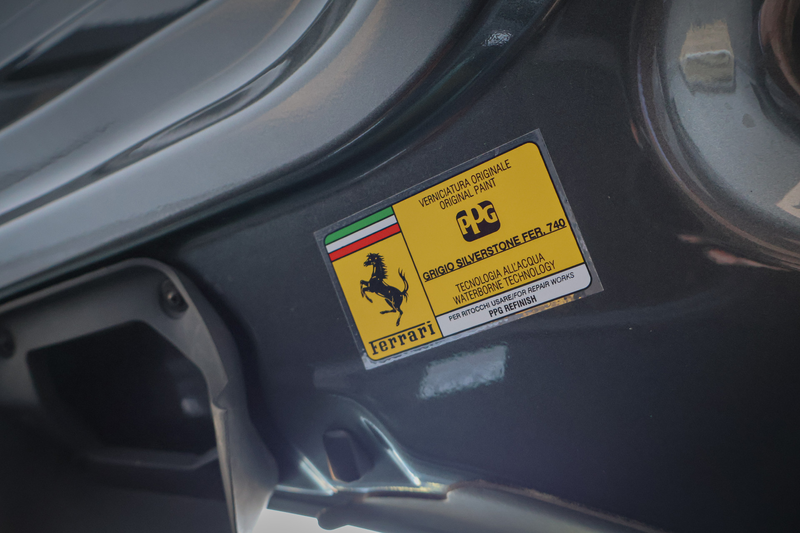 VERNICIATURA ORIGINALE
ORIGINAL PAINT
PPG
GRIGIO SILVERSTONE FER. 740
TECNOLOGIA ALL'ACQUA
WATERBORNE TECHNOLOGY
PER RITOCCHI USARE/FOR REPAIR WORKS
PPG REFINISH
Ferrari